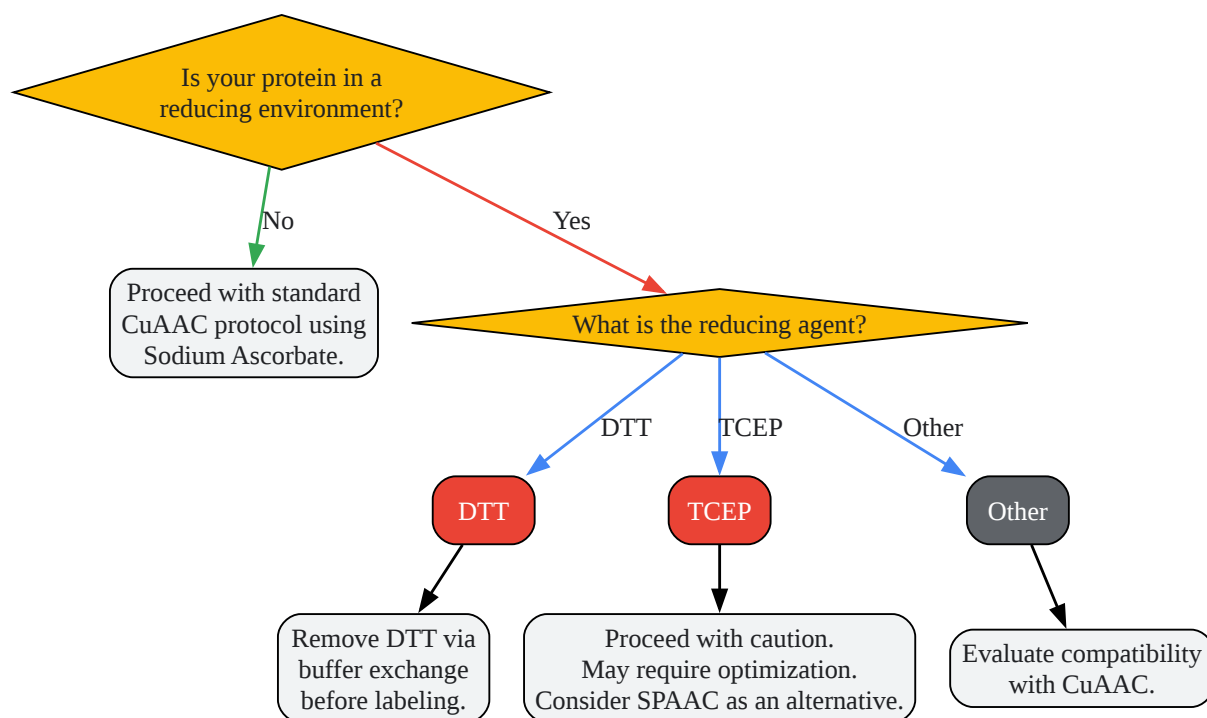 Is your protein in a
reducing environment?
No
Yes
Proceed with standard
CuAAC protocol using
Sodium Ascorbate.
What is the reducing agent?
DTT
TCEP
Other
DTT
TCEP
Other
Remove DTT via
buffer exchange
before labeling.
Proceed with caution.
May require optimization.
Consider SPAAC as an alternative.
Evaluate compatibility
with CuAAC.